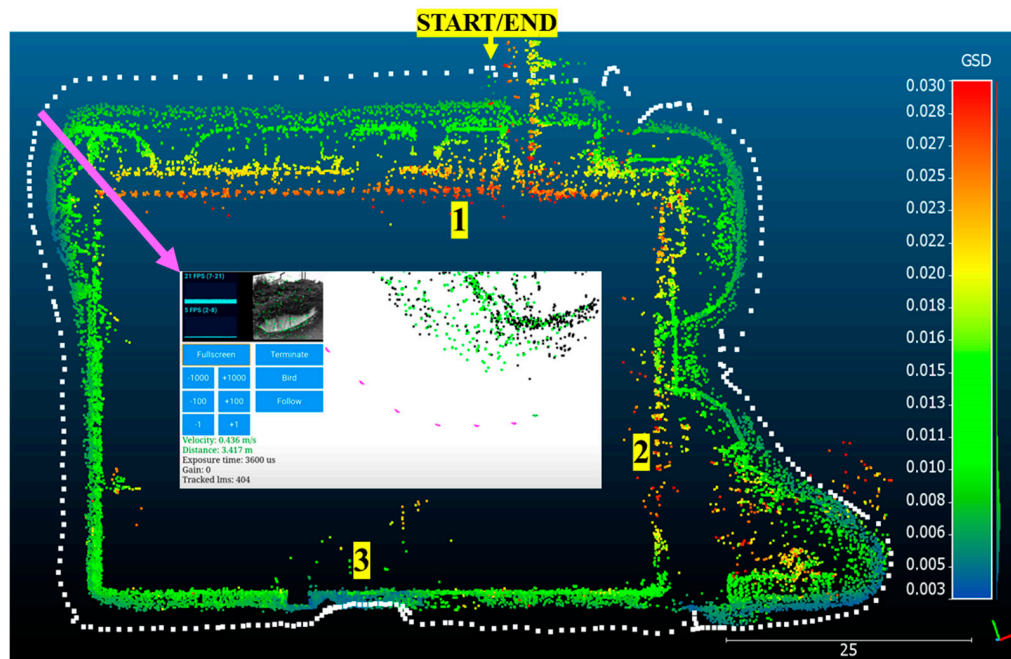 START/END
GSD
0.030
0.028
0.027
0.025
0.023
0.022
0.020
0.018
0.016
0.015
0.013
0.011
0.010
0.008
0.006
0.005
0.003
1
2
3
21 FPS (7-21)
5 FPS (2-8)
Fullscreen
Terminate
-1000
+1000
Bird
-100
+100
Follow
-1
+1
Velocity: 0.436 m/s
Distance: 3.417 m
Exposure time: 3600 us
Gain: 0
Tracked lms: 404
25